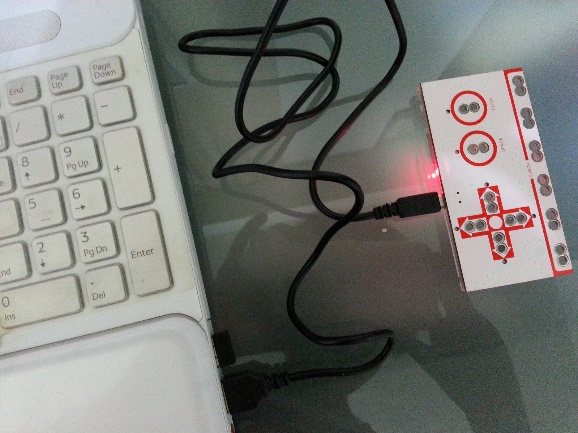 End
Page
Up
Page
Down
/
*
-
8
9
Pg Up
+
5
6
2
3
Pg Dn
Enter
0
Ins
.
Del